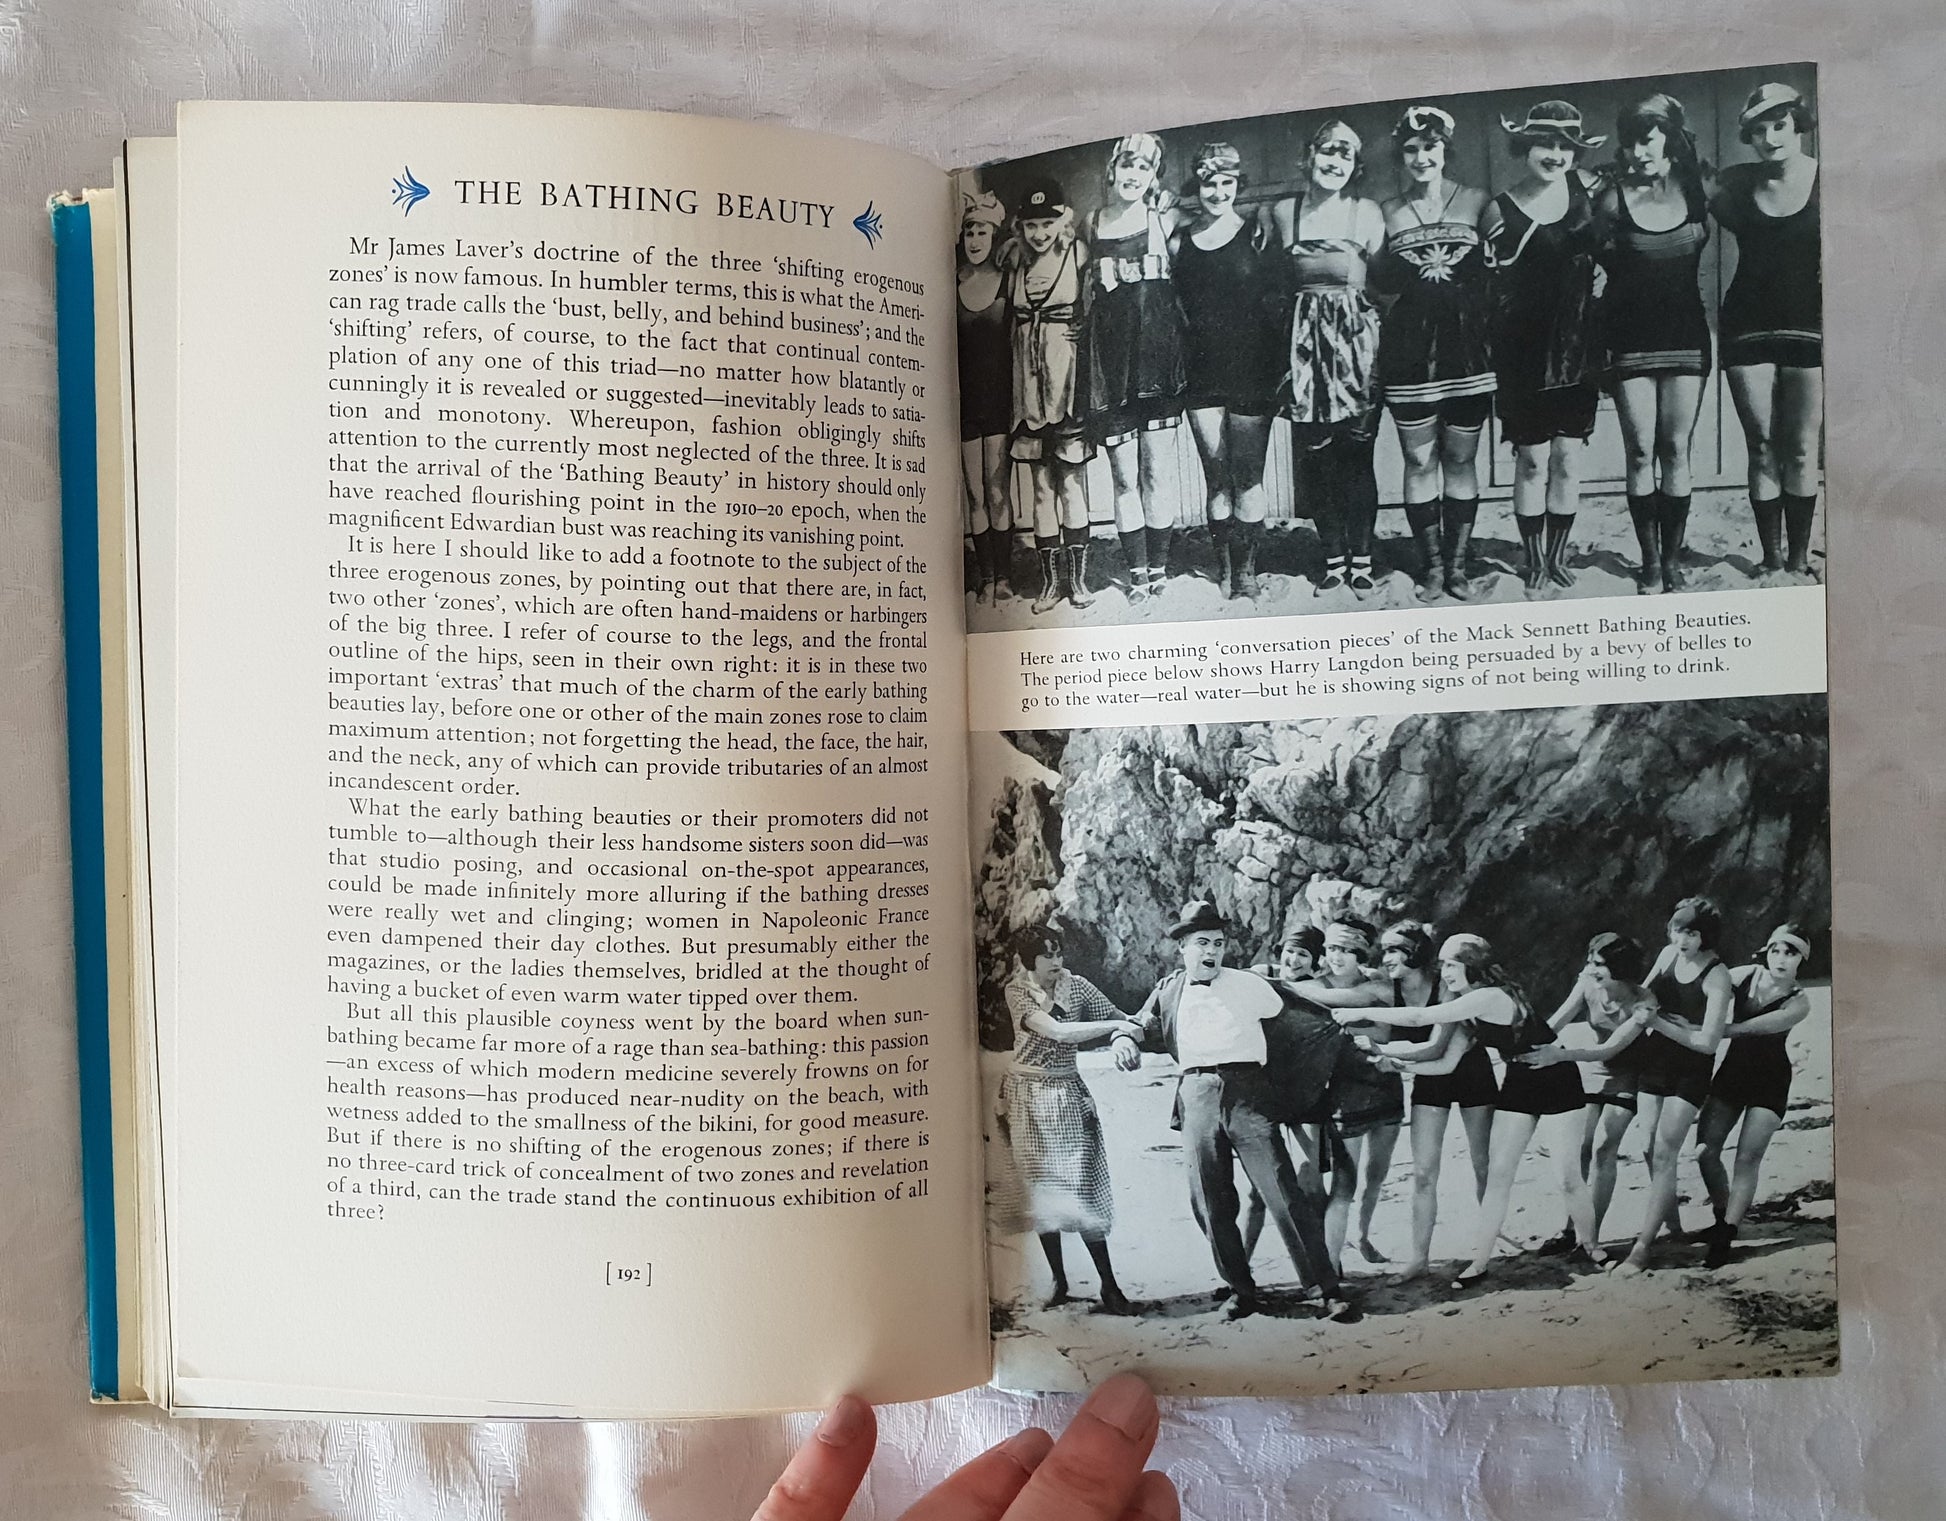 THE BATHING BEAUTY
Mr James Laver's doctrine of the three 'shifting erogenous
zones' is now famous. In humbler terms, this is what the Ameri-
can rag trade calls the 'bust, belly, and behind business'; and the
'shifting' refers, of course, to the fact that continual contem-
plation of any one of this triad—no matter how blatantly or
cunningly it is revealed or suggested—inevitably leads to satia-
tion and monotony. Whereupon, fashion obligingly shifts
attention to the currently most neglected of the three. It is sad
that the arrival of the 'Bathing Beauty' in history should only
have reached flourishing point in the 1910–20 epoch, when the
magnificent Edwardian bust was reaching its vanishing point.
It is here I should like to add a footnote to the subject of the
three erogenous zones, by pointing out that there are, in fact,
two other 'zones', which are often hand-maidens or harbingers
of the big three. I refer of course to the legs, and the frontal
outline of the hips, seen in their own right: it is in these two
important 'extras' that much of the charm of the early bathing
beauties lay, before one or other of the main zones rose to claim
maximum attention; not forgetting the head, the face, the hair,
and the neck, any of which can provide tributaries of an almost
incandescent order.
What the early bathing beauties or their promoters did not
tumble to—although their less handsome sisters soon did—was
that studio posing, and occasional on-the-spot appearances,
could be made infinitely more alluring if the bathing dresses
were really wet and clinging; women in Napoleonic France
even dampened their day clothes. But presumably either the
magazines, or the ladies themselves, bridled at the thought of
having a bucket of even warm water tipped over them.
But all this plausible coyness went by the board when sun-
bathing became far more of a rage than sea-bathing: this passion
—an excess of which modern medicine severely frowns on for
health reasons—has produced near-nudity on the beach, with
wetness added to the smallness of the bikini, for good measure.
But if there is no shifting of the erogenous zones; if there is
no three-card trick of concealment of two zones and revelation
of a third, can the trade stand the continuous exhibition of all
three?
[ 192 ]
Here are two charming 'conversation pieces' of the Mack Sennett Bathing Beauties.
The period piece below shows Harry Langdon being persuaded by a bevy of belles to
go to the water—real water—but he is showing signs of not being willing to drink.